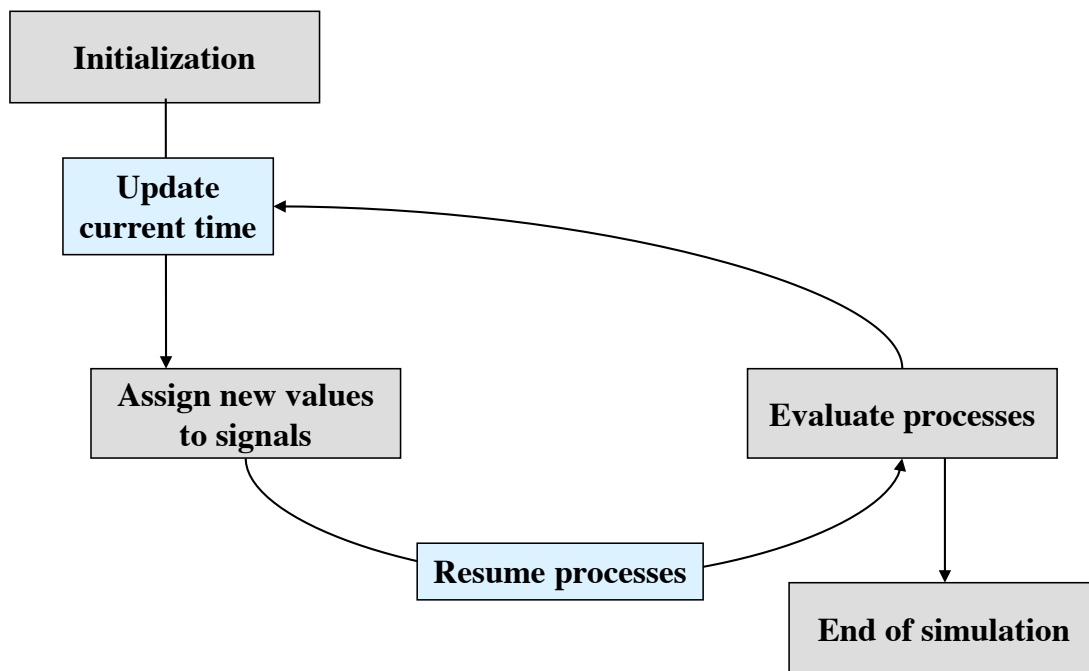 Initialization
Update
current time
Assign new values
to signals
Evaluate processes
Resume processes
End of simulation